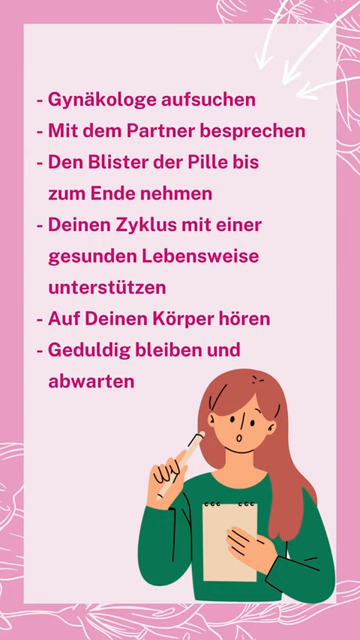 - Gynäkologe aufsuchen
- Mit dem Partner besprechen
- Den Blister der Pille bis
zum Ende nehmen
- Deinen Zyklus mit einer
gesunden Lebensweise
unterstützen
- Auf Deinen Körper hören
- Geduldig bleiben und
abwarten